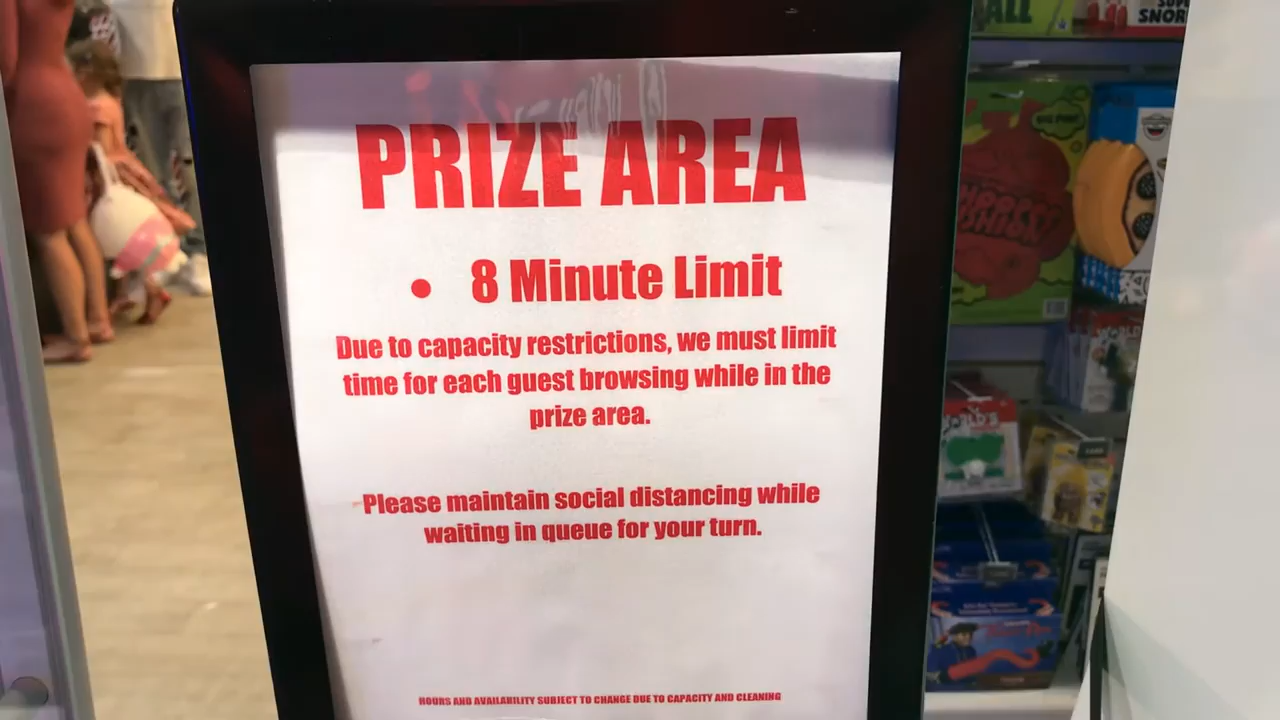 PRIZE AREA
• 8 Minute Limit
Due to capacity restrictions, we must limit
time for each guest browsing while in the
prize area.
Please maintain social distancing while
waiting in queue for your turn.
HOURS AND AVAILABILITY SUBJECT TO CHANGE DUE TO CAPACITY AND CLEANING
SUPER
SNOR